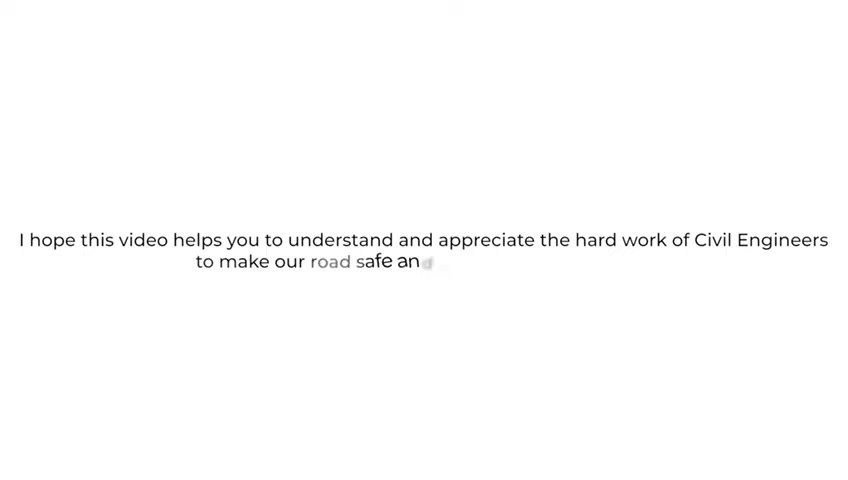 I hope this video helps you to understand and appreciate the hard work of Civil Engineers
to make our road safe and